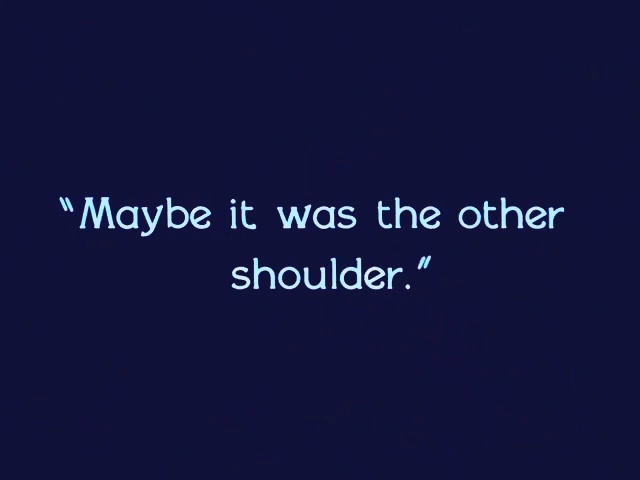 “Maybe it was the other
shoulder.”